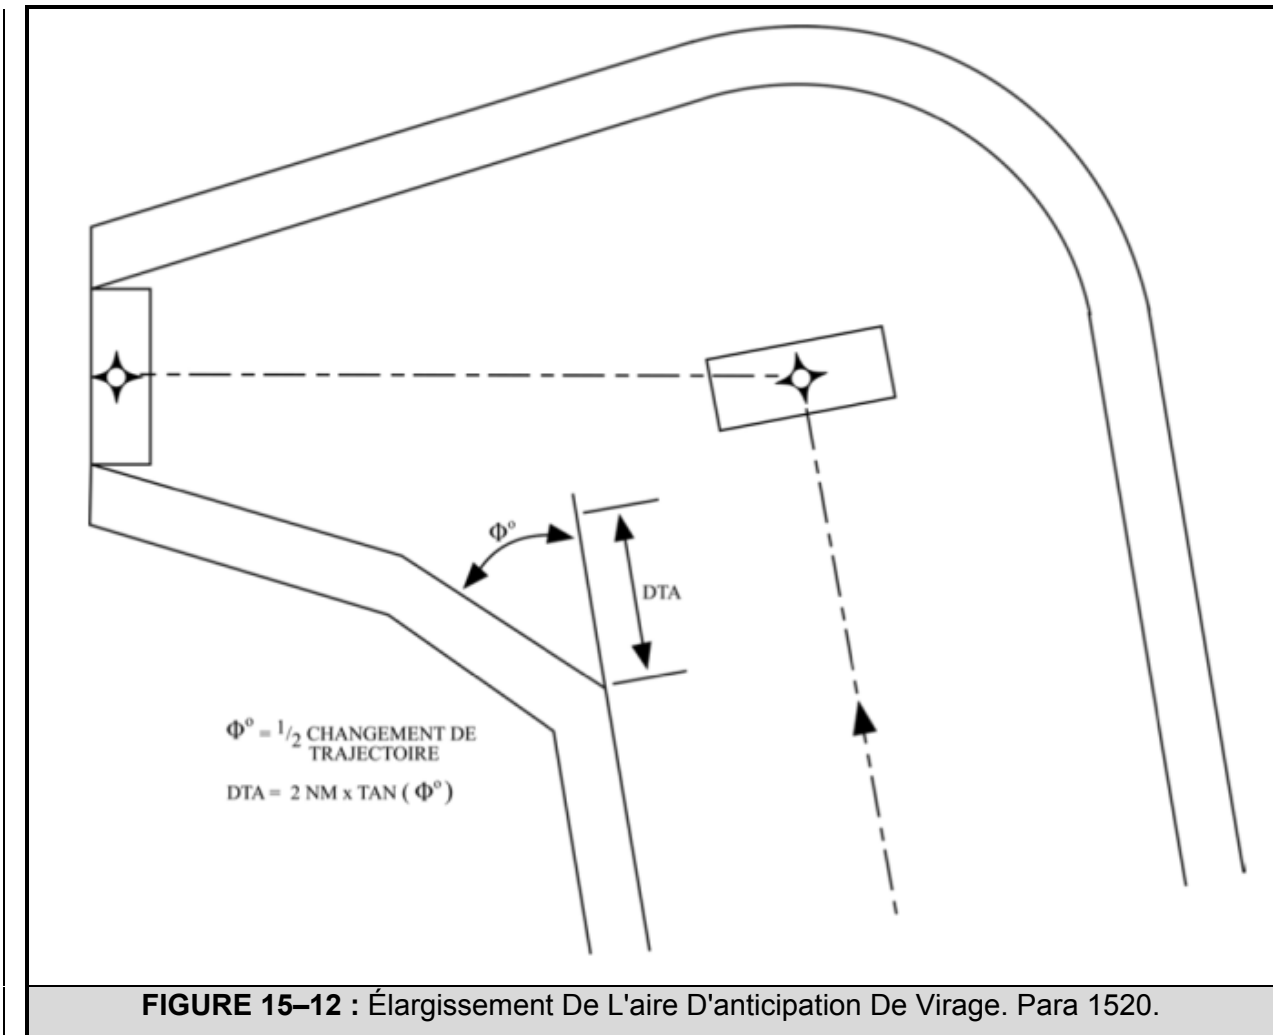 Φ°
DTA
Φ° = 1/2 CHANGEMENT DE
TRAJECTOIRE
DTA = 2 NM x TAN ( Φ°)
FIGURE 15–12 : Élargissement De L'aire D'anticipation De Virage. Para 1520.